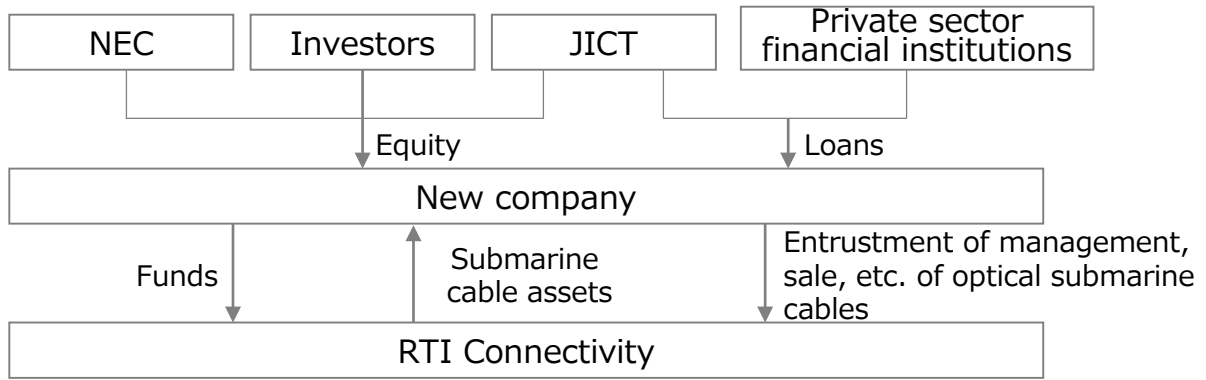 NEC
Investors
JICT
Private sector
financial institutions
Equity
Loans
New company
Funds
Submarine
cable assets
Entrustment of management,
sale, etc. of optical submarine
cables
RTI Connectivity